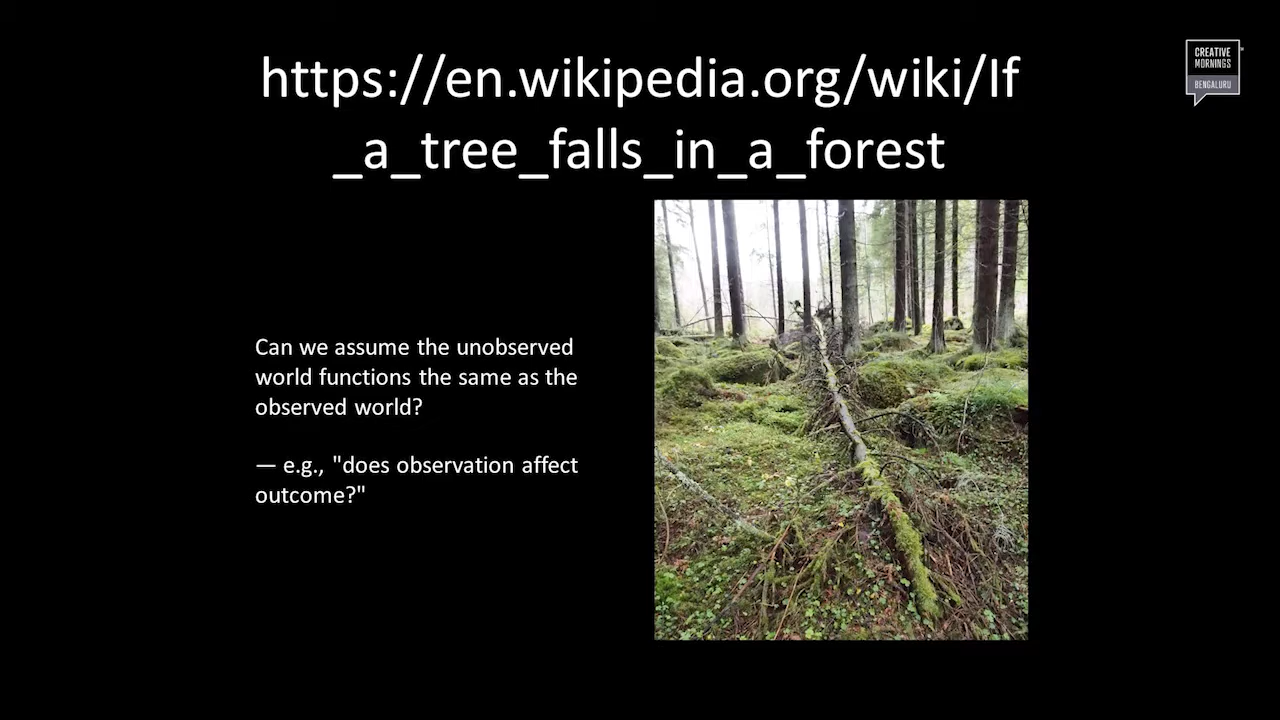 https://en.wikipedia.org/wiki/If
_a_tree_falls_in_a_forest
CREATIVE
MORNINGS
BENGALURU
Can we assume the unobserved
world functions the same as the
observed world?
— e.g., "does observation affect
outcome?"